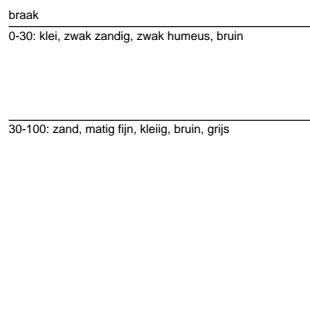 braak
0-30: klei, zwak zandig, zwak humeus, bruin
30-100: zand, matig fijn, kleiig, bruin, grijs